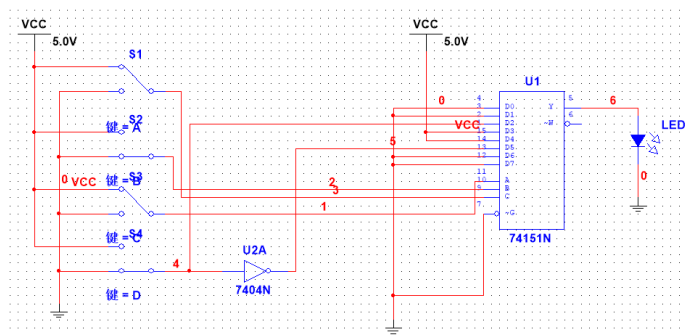 VCC
5.0V
S1
键 = A
S2
键 = B
S3
键 = C
S4
键 = D
0
VCC
2
3
1
4
U2A
7404N
VCC
5.0V
0
VCC
5
U1
4
3
2
1
15
14
13
12
11
10
9
7
D0
D1
D2
D3
D4
D5
D6
D7
A
B
C
~G
Y
~W
5
6
74151N
6
LED
0